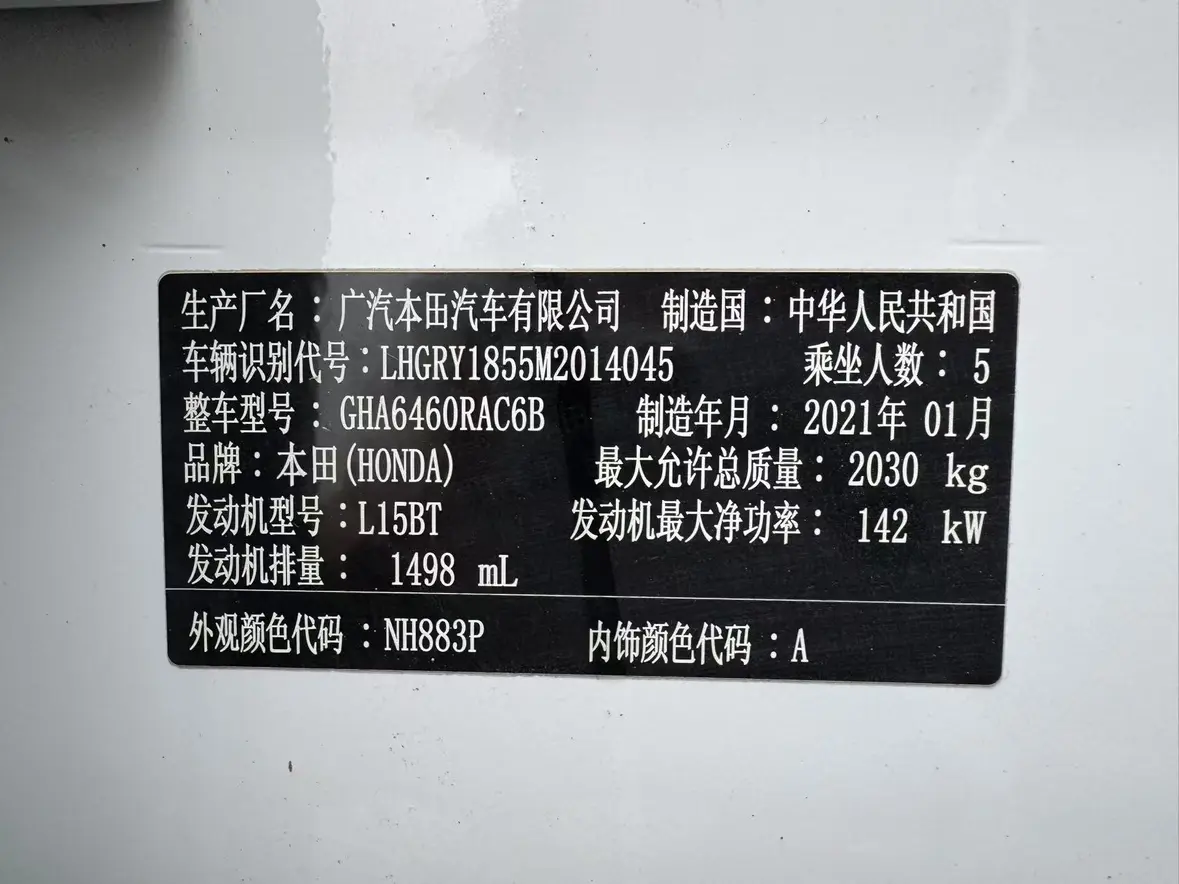 生产厂名：广汽本田汽车有限公司 制造国：中华人民共和国
车辆识别代号：LHGRY1855M2014045 乘坐人数：5
整车型号：GHA6460RAC6B 制造年月：2021年 01月
品牌：本田(HONDA) 最大允许总质量：2030 kg
发动机型号：L15BT 发动机最大净功率：142 kW
发动机排量：1498 mL
外观颜色代码：NH883P 内饰颜色代码：A